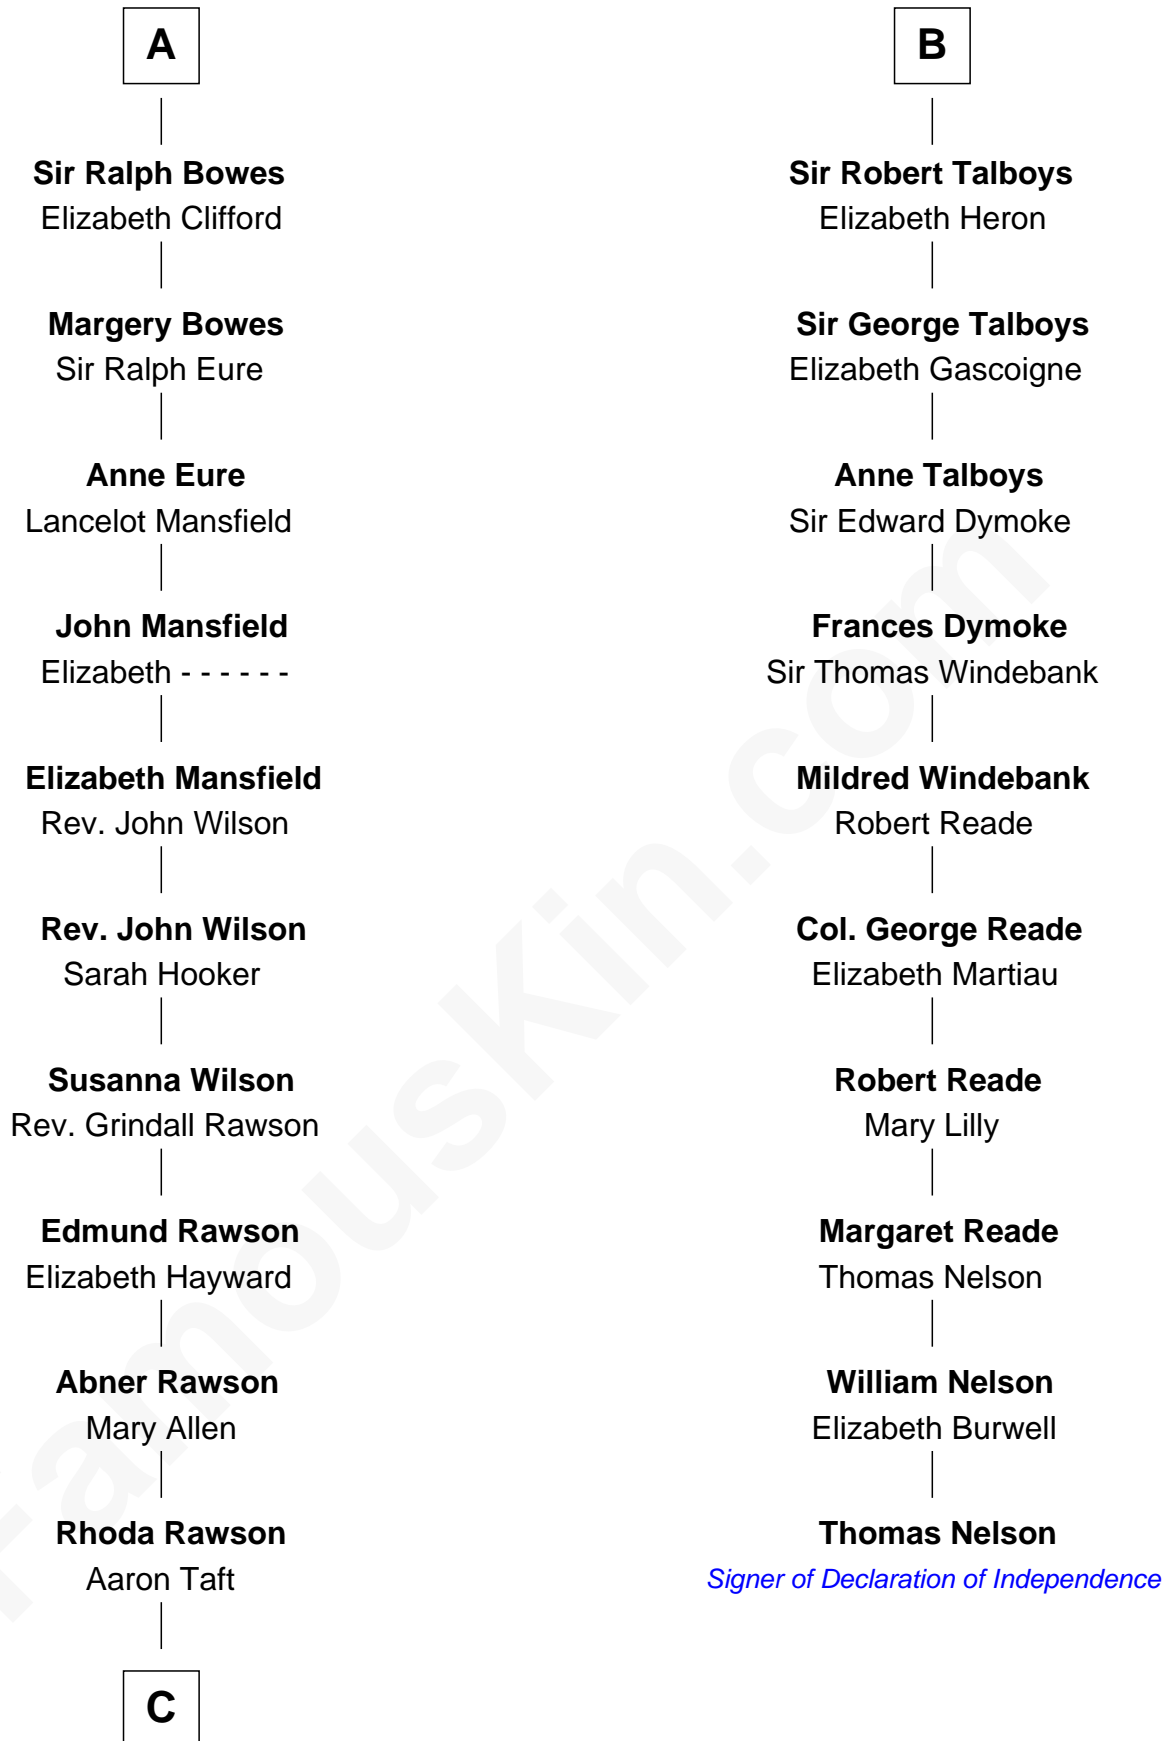 A
Sir Ralph Bowes
Elizabeth Clifford
Margery Bowes
Sir Ralph Eure
Anne Eure
Lancelot Mansfield
John Mansfield
Elizabeth - - - - - -
Elizabeth Mansfield
Rev. John Wilson
Rev. John Wilson
Sarah Hooker
Susanna Wilson
Rev. Grindall Rawson
Edmund Rawson
Elizabeth Hayward
Abner Rawson
Mary Allen
Rhoda Rawson
Aaron Taft
C
B
Sir Robert Talboys
Elizabeth Heron
Sir George Talboys
Elizabeth Gascoigne
Anne Talboys
Sir Edward Dymoke
Frances Dymoke
Sir Thomas Windebank
Mildred Windebank
Robert Reade
Col. George Reade
Elizabeth Martiau
Robert Reade
Mary Lilly
Margaret Reade
Thomas Nelson
William Nelson
Elizabeth Burwell
Thomas Nelson
Signer of Declaration of Independence
FamousKin.com